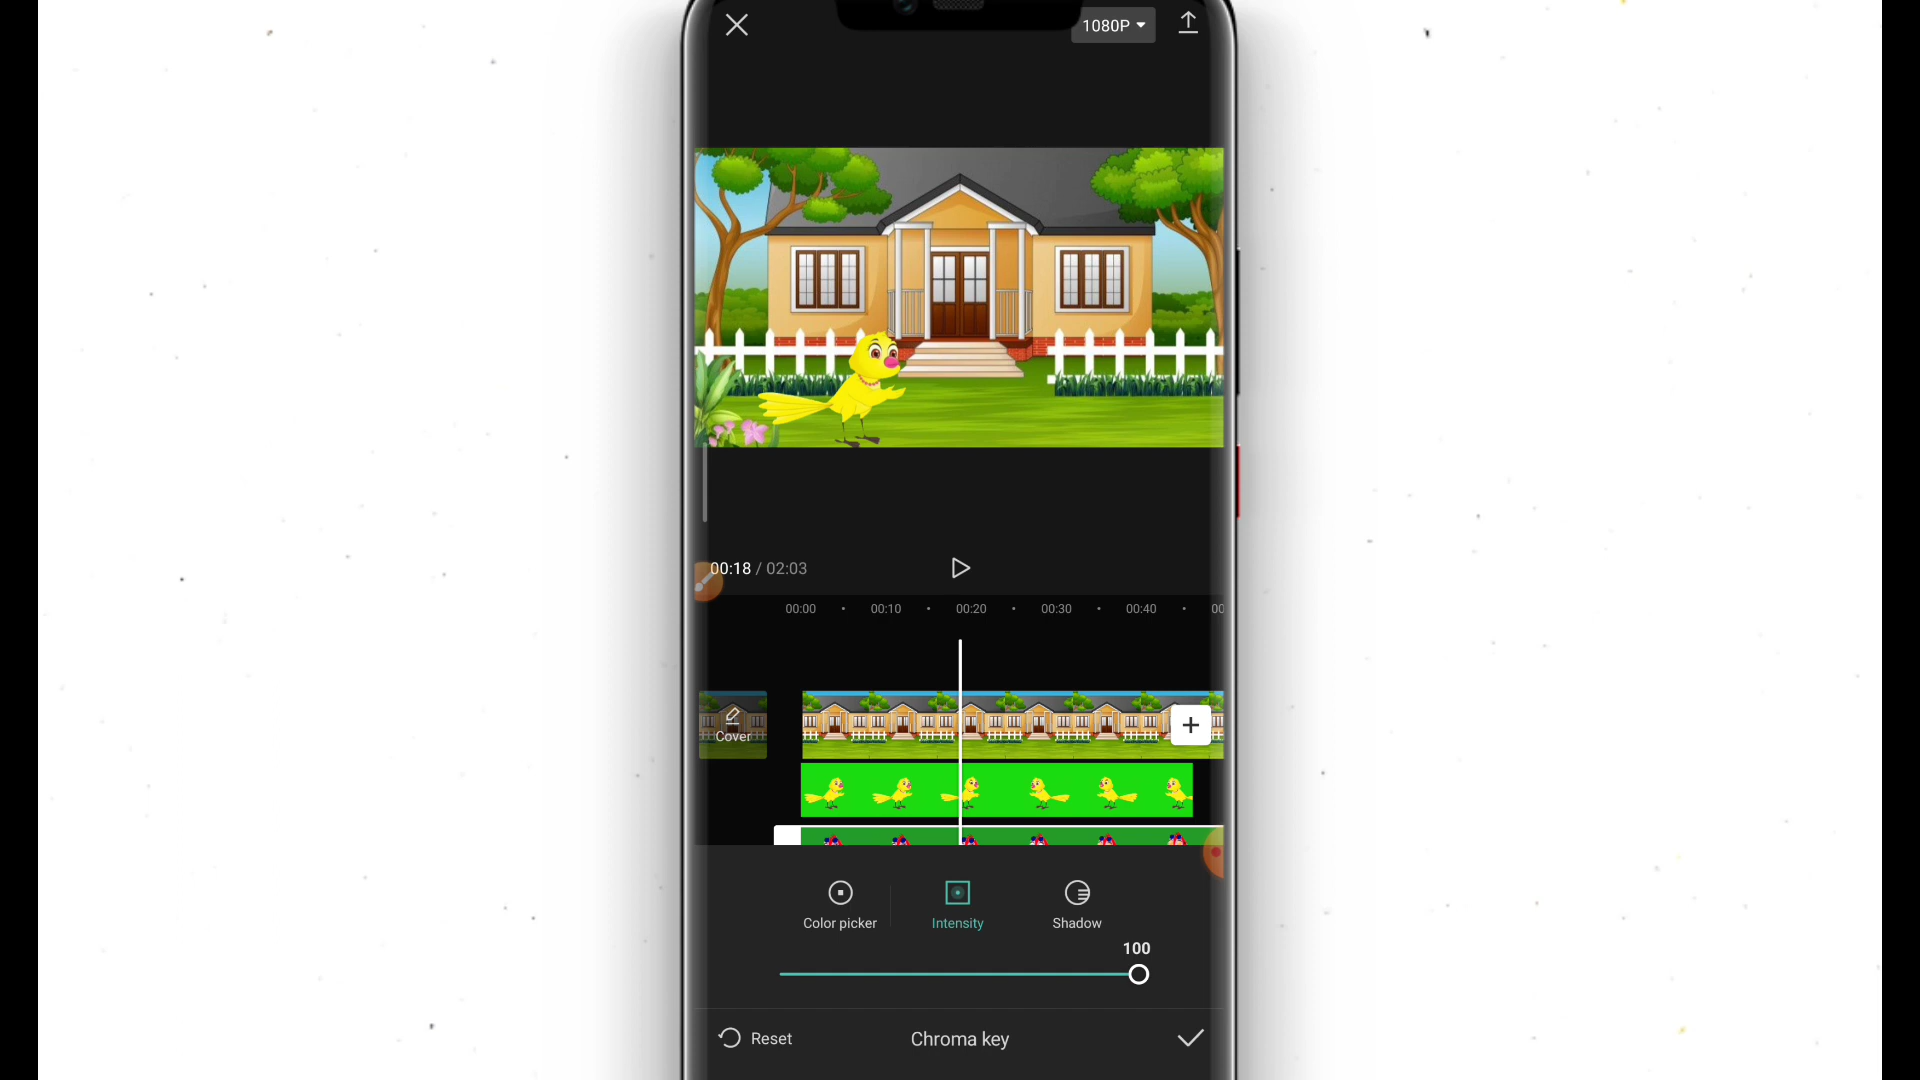 1080P
00:18 / 02:03
00:00 00:10 00:20 00:30 00:40 00
Cover
Color picker Intensity Shadow
100
Reset Chroma key